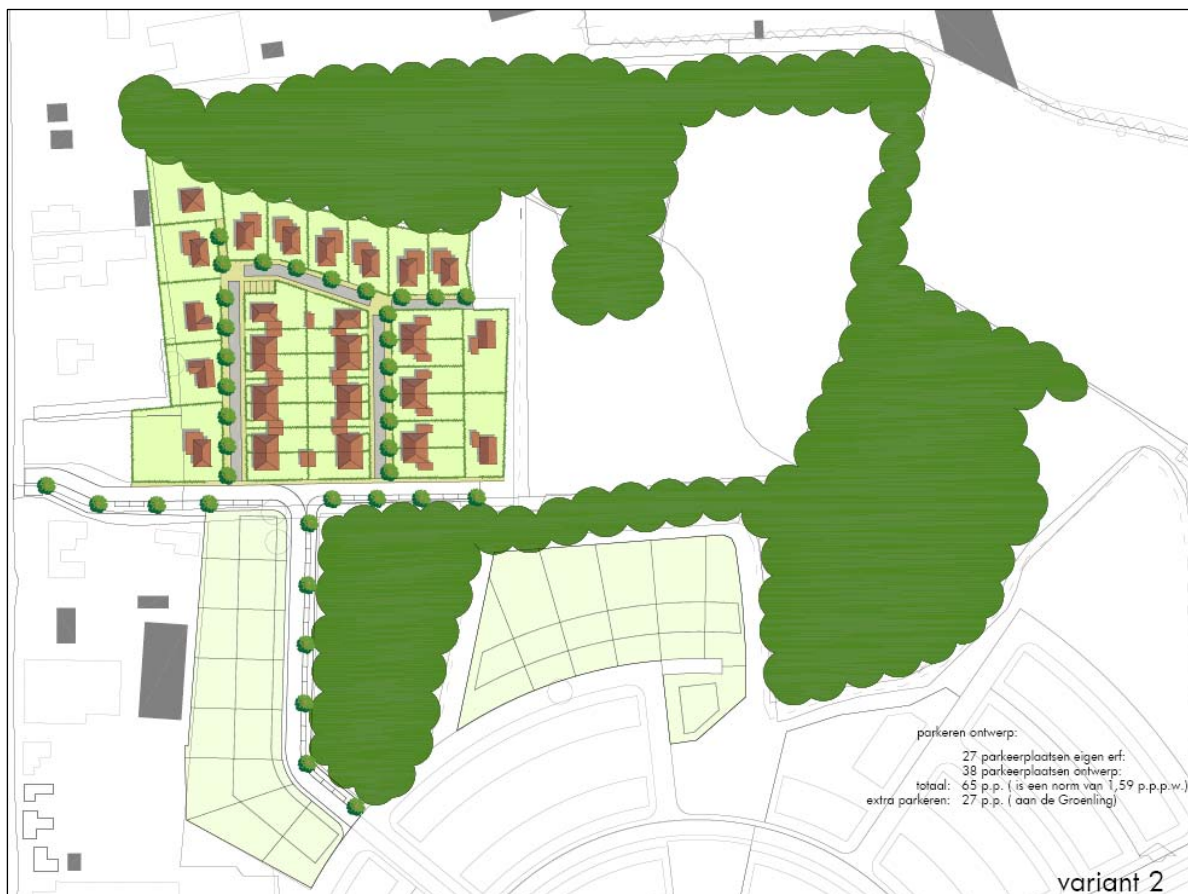 parkeren ontwerp:
27 parkeerplaatsen eigen erf:
38 parkeerplaatsen ontwerp:
totaal: 65 p.p. ( is een norm van 1,59 p.p.p.w.)
extra parkeren: 27 p.p. ( aan de Groenling)
variant 2